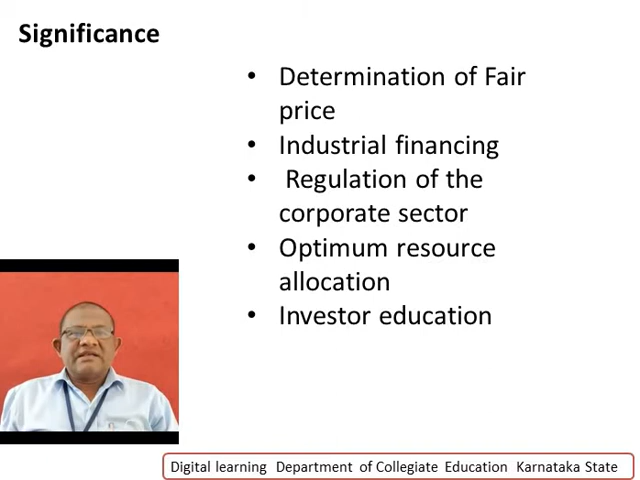 Significance
• Determination of Fair
price
• Industrial financing
• Regulation of the
corporate sector
• Optimum resource
allocation
• Investor education
Digital learning Department of Collegiate Education Karnataka State